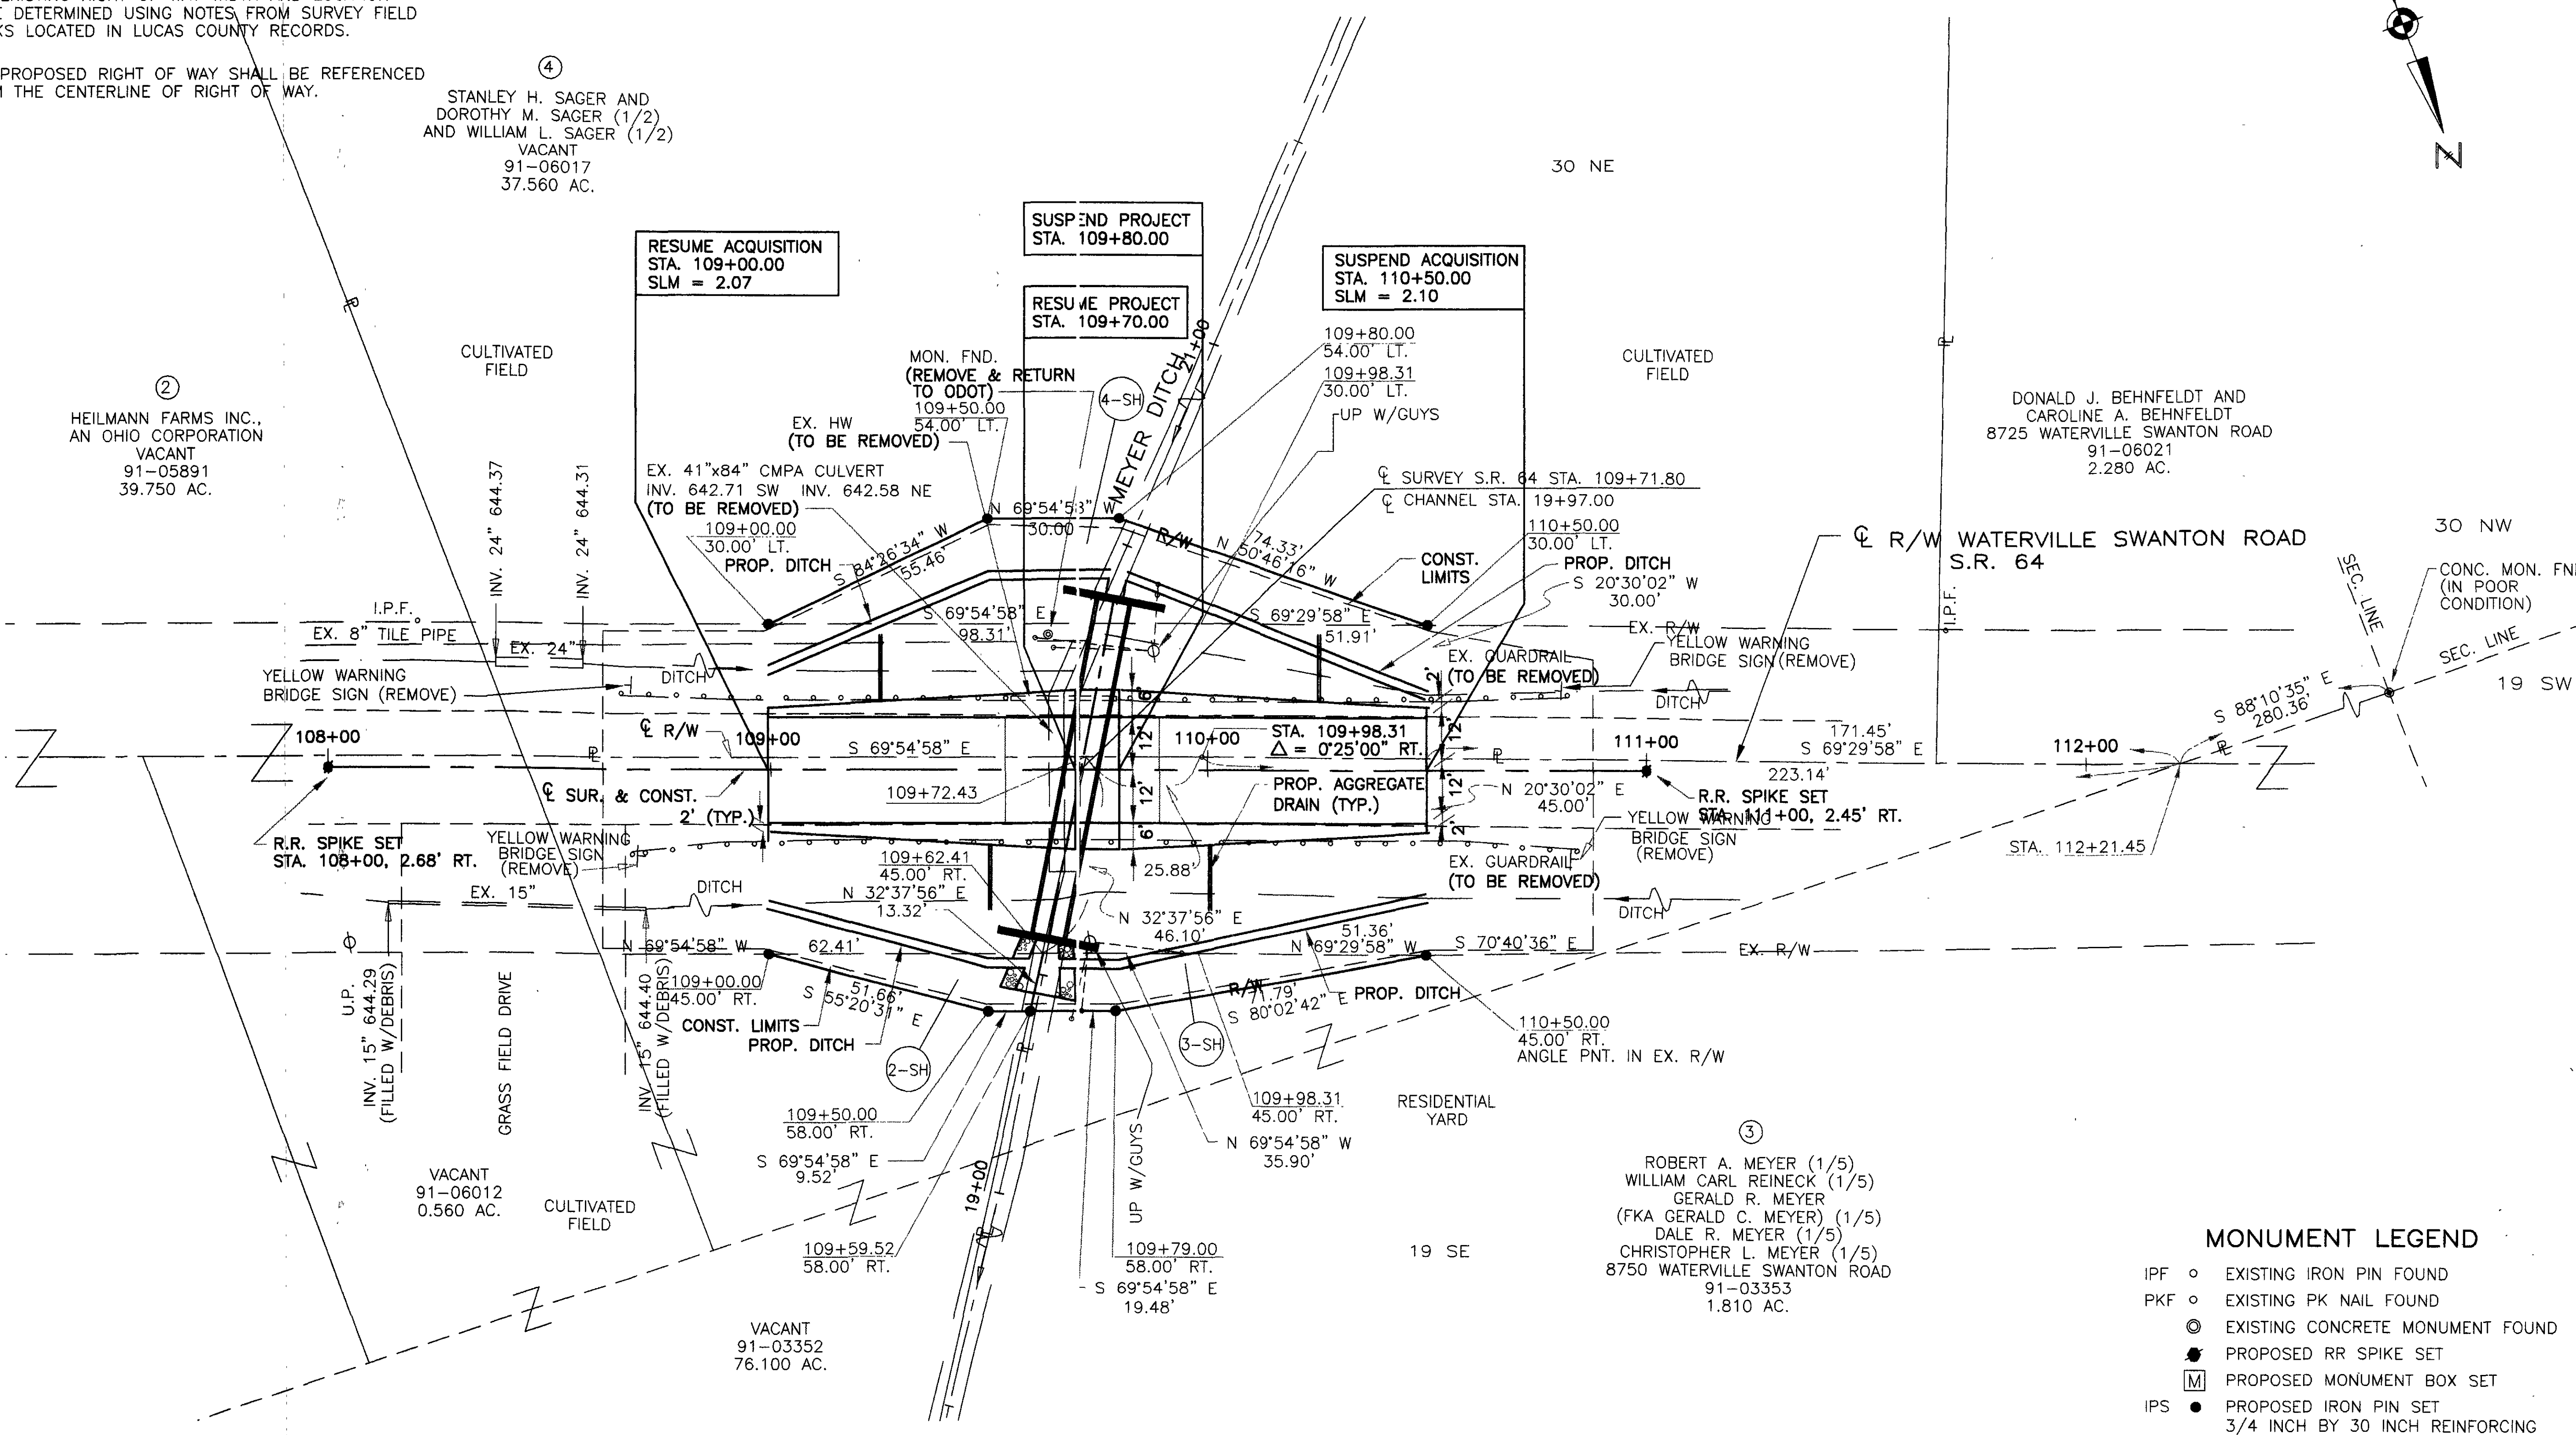 DETERMINED USING NOTES FROM SURVEY FIELD
LOCATED IN LUCAS COUNTY RECORDS.
PROPOSED RIGHT OF WAY SHALL BE REFERENCED
THE CENTERLINE OF RIGHT OF WAY.
4
STANLEY H. SAGER AND
DOROTHY M. SAGER (1/2)
AND WILLIAM L. SAGER (1/2)
VACANT
91-06017
37.560 AC.
30 NE
N
RESUME ACQUISITION
STA. 109+00.00
SLM = 2.07
SUSPEND PROJECT
STA. 109+80.00
RESUME PROJECT
STA. 109+70.00
SUSPEND ACQUISITION
STA. 110+50.00
SLM = 2.10
CULTIVATED
FIELD
2
HEILMANN FARMS INC.,
AN OHIO CORPORATION
VACANT
91-05891
39.750 AC.
INV. 24" 644.37
INV. 24" 644.31
MON. FND.
(REMOVE & RETURN
TO ODOT)
109+50.00
54.00' LT.
4-SH
MEYER DITCH
21+00
109+80.00
54.00' LT.
109+98.31
30.00' LT.
UP W/GUYS
CULTIVATED
FIELD
DONALD J. BEHNFELDT AND
CAROLINE A. BEHNFELDT
8725 WATERVILLE SWANTON ROAD
91-06021
2.280 AC.
EX. HW
(TO BE REMOVED)
EX. 41"x84" CMPA CULVERT
INV. 642.71 SW INV. 642.58 NE
(TO BE REMOVED)
109+00.00
30.00' LT.
PROP. DITCH
S 84°26'34" W
55.46'
N 69°54'58" W
30.00
℄ SURVEY S.R. 64 STA. 109+71.80
℄ CHANNEL STA. 19+97.00
R/W
74.33'
N 50°46'16" W
110+50.00
30.00' LT.
CONST.
LIMITS
PROP. DITCH
S 20°30'02" W
30.00'
℄ R/W WATERVILLE SWANTON ROAD
S.R. 64
30 NW
SEC. LINE
CONC. MON.
(IN POOR
CONDITION)
SEC. LINE
19 SW
S 88°10'35" E
280.36'
I.P.F.
EX. 8" TILE PIPE
EX. 24"
DITCH
YELLOW WARNING
BRIDGE SIGN (REMOVE)
S 69°54'58" E
98.31'
S 69°29'58" E
51.91'
EX. R/W
I.P.F.
YELLOW WARNING
BRIDGE SIGN (REMOVE)
EX. GUARDRAIL
(TO BE REMOVED)
DITCH
2'
6'
12'
12'
108+00
℄ R/W
109+00
S 69°54'58" E
110+00
STA. 109+98.31
Δ = 0°25'00" RT.
111+00
171.45'
S 69°29'58" E
223.14'
112+00
℄ SUR. & CONST.
2' (TYP.)
109+72.43
12'
6'
PROP. AGGREGATE
DRAIN (TYP.)
12'
2
N 20°30'02" E
45.00'
R.R. SPIKE SET
STA. 111+00, 2.45' RT.
R.R. SPIKE SET
STA. 108+00, 2.68' RT.
YELLOW WARNING
BRIDGE SIGN
(REMOVE)
YELLOW WARNING
BRIDGE SIGN
(REMOVE)
STA. 112+21.45
109+62.41
45.00' RT.
25.88'
EX. GUARDRAIL
(TO BE REMOVED)
EX. 15"
DITCH
N 32°37'56" E
13.32'
N 32°37'56" E
46.10'
DITCH
N 69°54'58" W
62.41'
51.36'
N 69°29'58" W
S 70°40'36" E
EX. R/W
U.P.
INV. 15" 644.29
(FILLED W/DEBRIS)
GRASS FIELD DRIVE
INV. 15" 644.40
(FILLED W/DEBRIS)
109+00.00
45.00' RT.
51.66'
S 55°20'31" E
CONST. LIMITS
PROP. DITCH
R/W
71.79'
S 80°02'42" E
PROP. DITCH
2-SH
3-SH
110+50.00
45.00' RT.
ANGLE PNT. IN EX. R/W
109+50.00
58.00' RT.
S 69°54'58" E
9.52'
UP W/GUYS
109+98.31
45.00' RT.
N 69°54'58" W
35.90'
RESIDENTIAL
YARD
VACANT
91-06012
0.560 AC.
CULTIVATED
FIELD
19+00
109+59.52
58.00' RT.
109+79.00
58.00' RT.
S 69°54'58" E
19.48'
19 SE
VACANT
91-03352
76.100 AC.
3
ROBERT A. MEYER (1/5)
WILLIAM CARL REINECK (1/5)
GERALD R. MEYER
(FKA GERALD C. MEYER) (1/5)
DALE R. MEYER (1/5)
CHRISTOPHER L. MEYER (1/5)
8750 WATERVILLE SWANTON ROAD
91-03353
1.810 AC.
MONUMENT LEGEND
IPF EXISTING IRON PIN FOUND
PKF EXISTING PK NAIL FOUND
EXISTING CONCRETE MONUMENT FOUND
PROPOSED RR SPIKE SET
M PROPOSED MONUMENT BOX SET
IPS PROPOSED IRON PIN SET
3/4 INCH BY 30 INCH REINFORCING